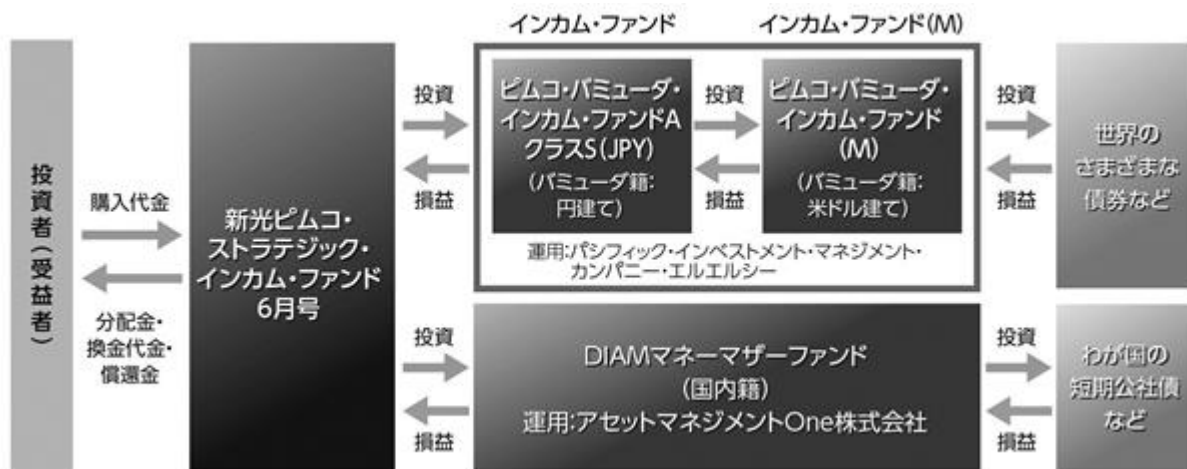 投資者(受益者)
購入代金
分配金・
換金代金・
償還金
新光ピムコ・
ストラテジック・
インカム・ファンド
6月号
投資
損益
インカム・ファンド
ピムコ・バミューダ・
インカム・ファンドA
クラスS(JPY)
(バミューダ籍:
円建て)
投資
損益
インカム・ファンド(M)
ピムコ・バミューダ・
インカム・ファンド
(M)
(バミューダ籍:
米ドル建て)
運用:パシフィック・インベストメント・マネジメント・
カンパニー・エルエルシー
投資
損益
世界の
さまざまな
債券など
投資
損益
DIAMマネーマザーファンド
(国内籍)
運用:アセットマネジメントOne株式会社
投資
損益
わが国の
短期公社債
など